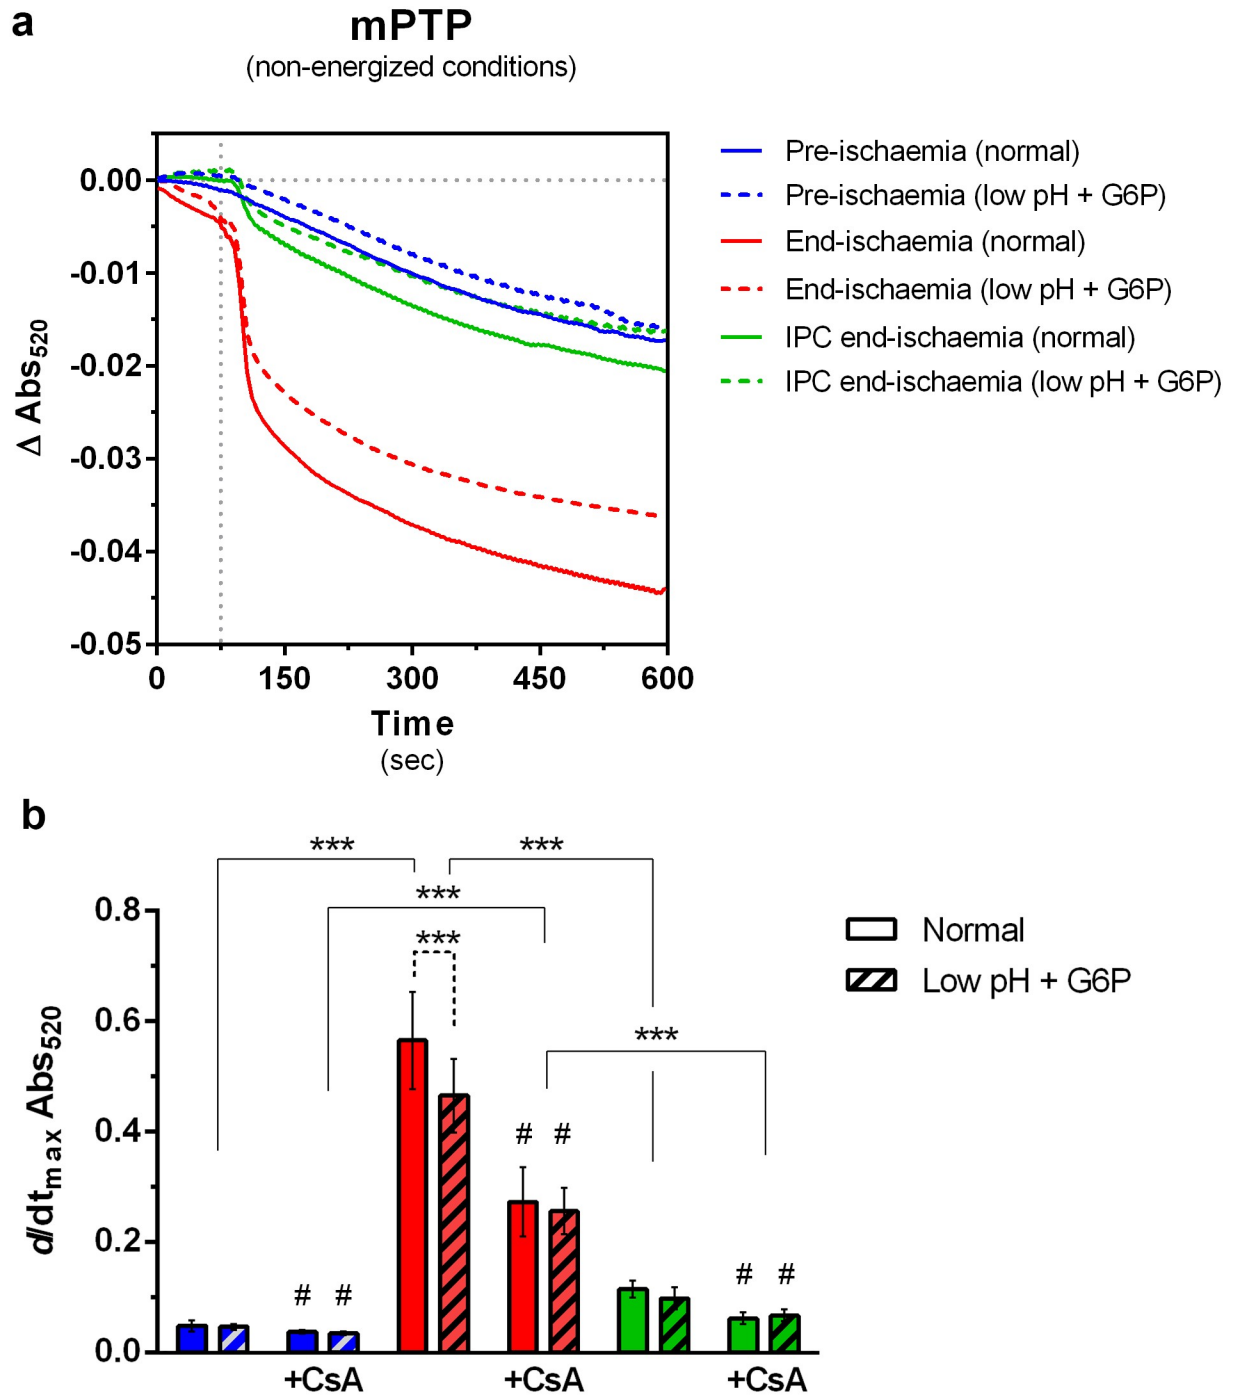 a
mPTP
(non-energized conditions)
0.00
-0.01
-0.02
-0.03
-0.04
-0.05
Δ Abs520
0 150 300 450 600
Time
(sec)
Pre-ischaemia (normal)
Pre-ischaemia (low pH + G6P)
End-ischaemia (normal)
End-ischaemia (low pH + G6P)
IPC end-ischaemia (normal)
IPC end-ischaemia (low pH + G6P)
b
*** ***
***
***
***
0.8
0.6
0.4
0.2
0.0
d/dtmax Abs520
# # # # # #
+CsA +CsA +CsA
Normal
Low pH + G6P